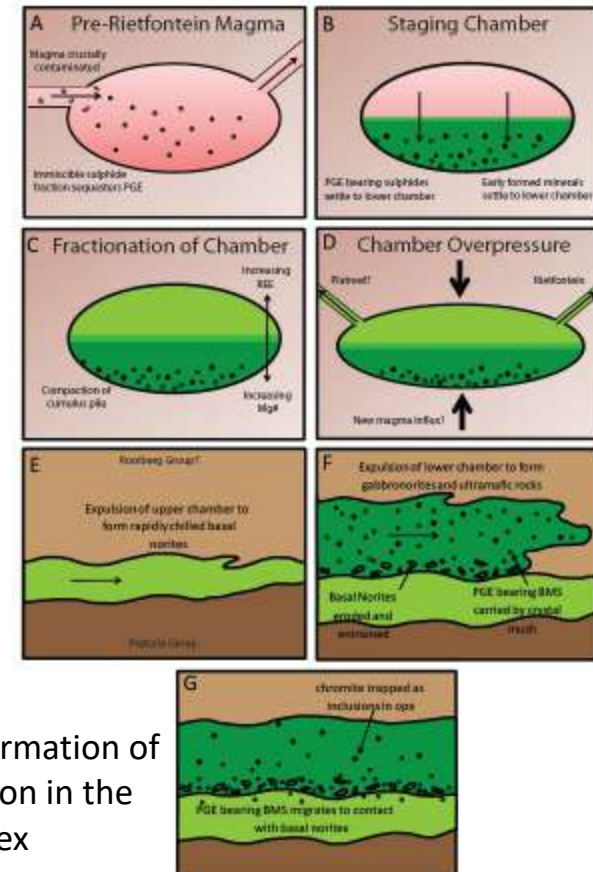 A Pre-Rietfontein Magma
Magma crustally
contaminated
Immiscible sulphide
fraction sequesters PGE
B Staging Chamber
PGE bearing sulphides
settle to lower chamber
Early formed minerals
settle to lower chamber
C Fractionation of Chamber
Increasing
REE
Compaction of
cumulus pile
Increasing
Mg#
D Chamber Overpressure
Platreef?
Rietfontein
New magma influx?
E
Rooiberg Group?
Expulsion of upper chamber to
form rapidly chilled basal
norites
Pretoria Group
F
Expulsion of lower chamber to form
gabbronorites and ultramafic rocks
Basal Norites
eroded and
entrained
PGE bearing BMS
carried by crystal
mush
G
chromite trapped as
inclusions in opx
PGE bearing BMS migrates to contact
with basal norites
rmation of
on in the
ex